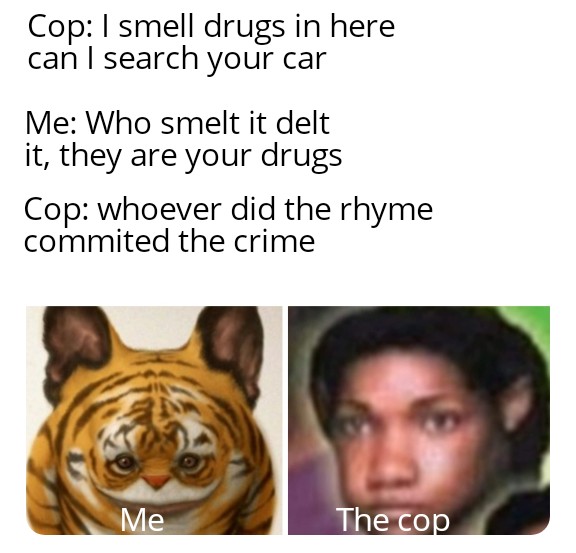 Cop: I smell drugs in here
can I search your car
Me: Who smelt it delt
it, they are your drugs
Cop: whoever did the rhyme
commited the crime
Me
The cop